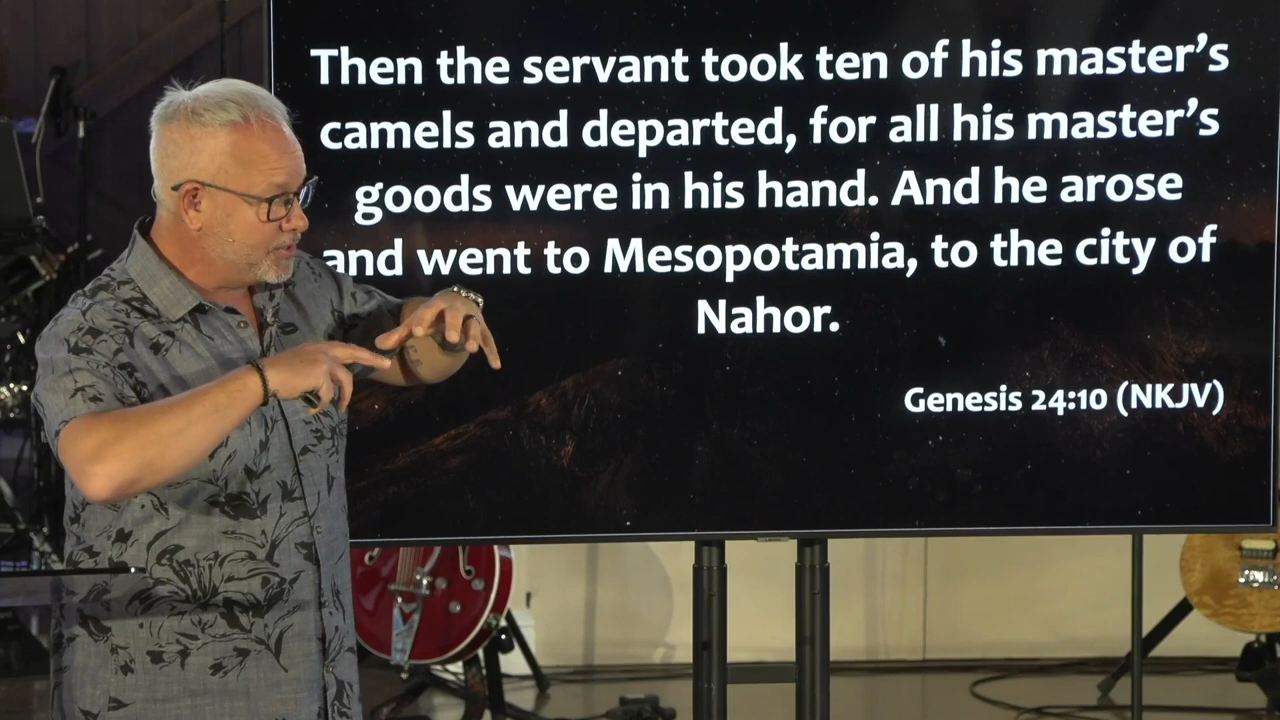 Then the servant took ten of his master’s
camels and departed, for all his master’s
goods were in his hand. And he arose
and went to Mesopotamia, to the city of
Nahor.
Genesis 24:10 (NKJV)